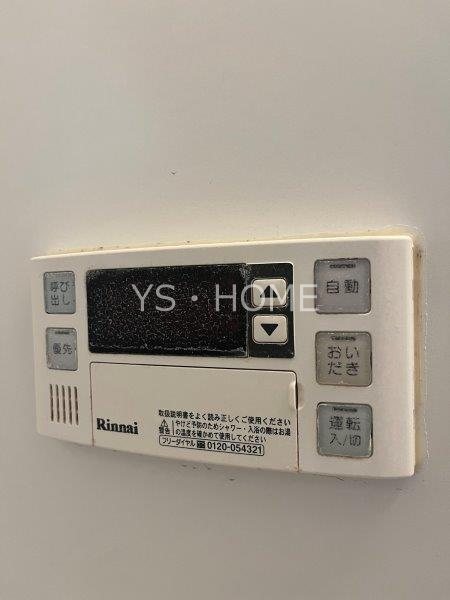 呼び
出し
優先
YS・HOME
▲
▼
自動
おい
だき
運転
入/切
Rinnai
取扱説明書をよく読み正しくご使用ください
警告
やけど予防のためシャワー・入浴の際はお湯
の温度を確かめて使用してください
フリーダイヤル 0120-054321